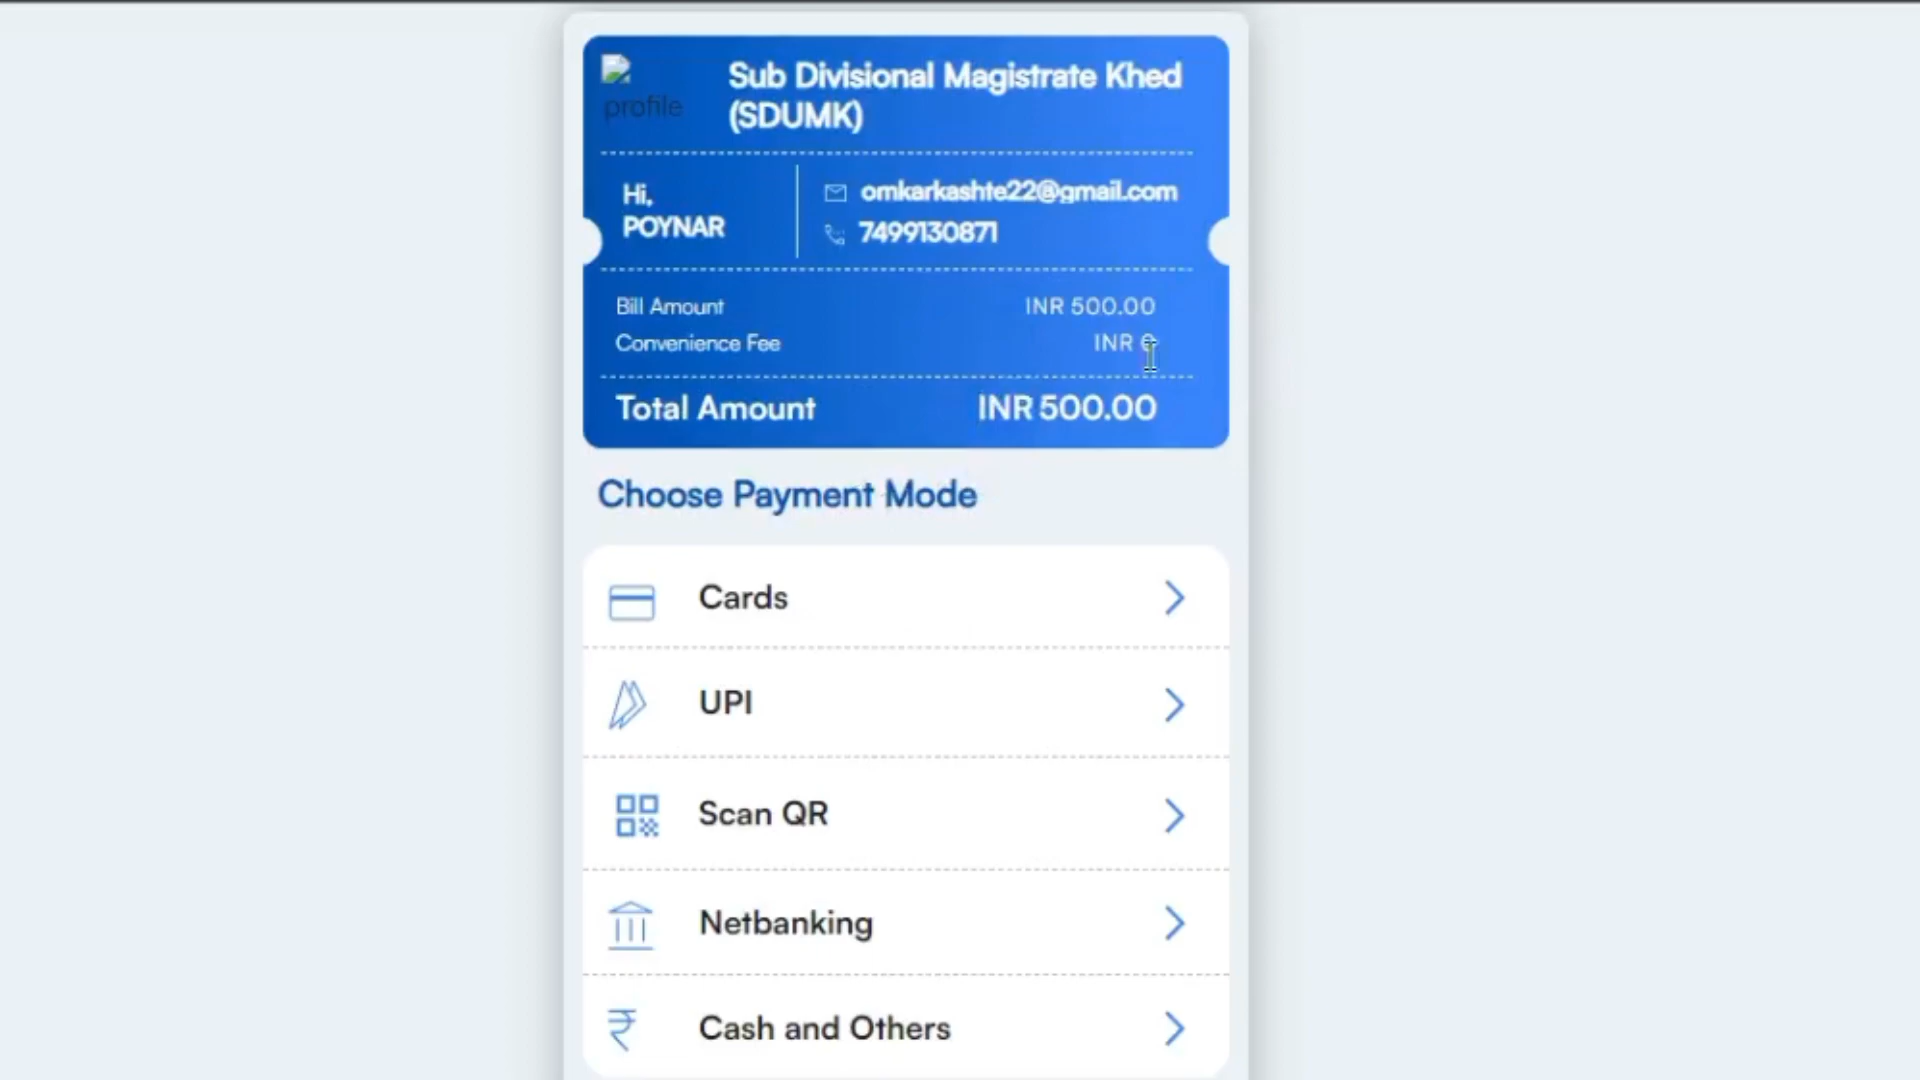 profile
Sub Divisional Magistrate Khed
(SDUMK)
Hi,
POYNAR
omkarkashte22@gmail.com
7499130871
Bill Amount INR 500.00
Convenience Fee INR
Total Amount INR 500.00
Choose Payment Mode
Cards
UPI
Scan QR
Netbanking
Cash and Others